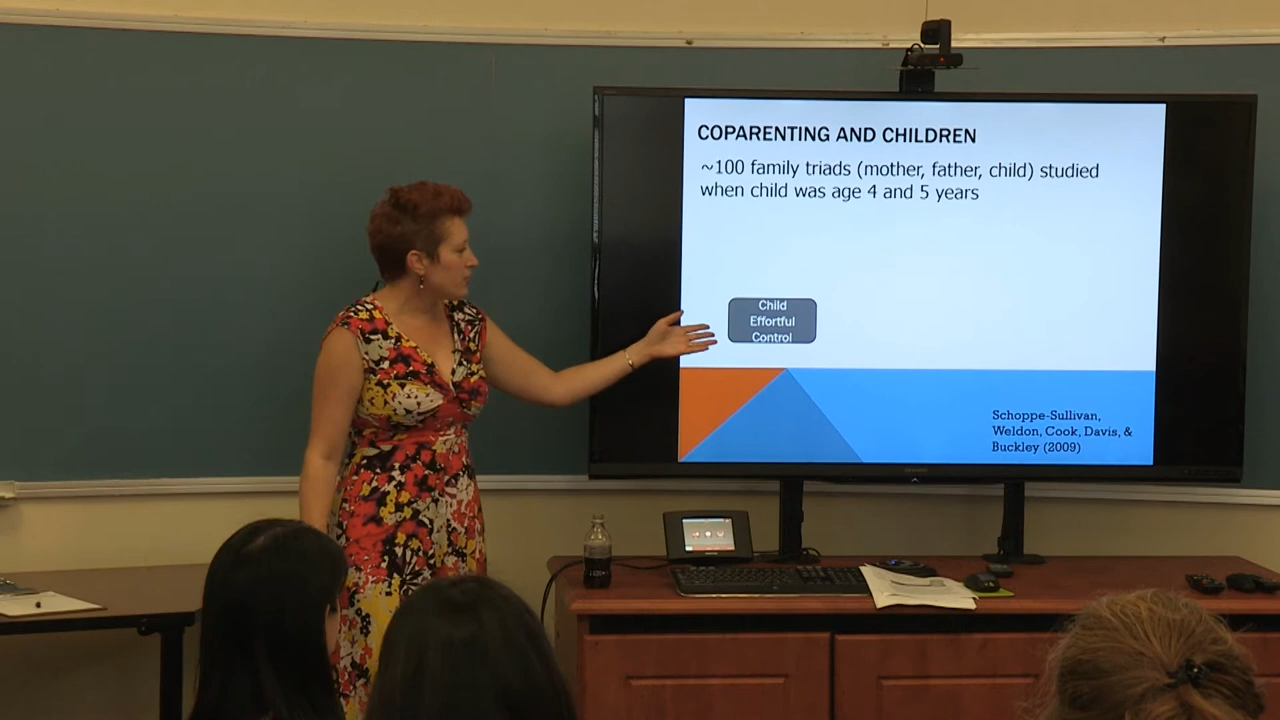 COPARENTING AND CHILDREN
~100 family triads (mother, father, child) studied
when child was age 4 and 5 years
Child
Effortful
Control
Schoppe-Sullivan,
Weldon, Cook, Davis, &
Buckley (2009)